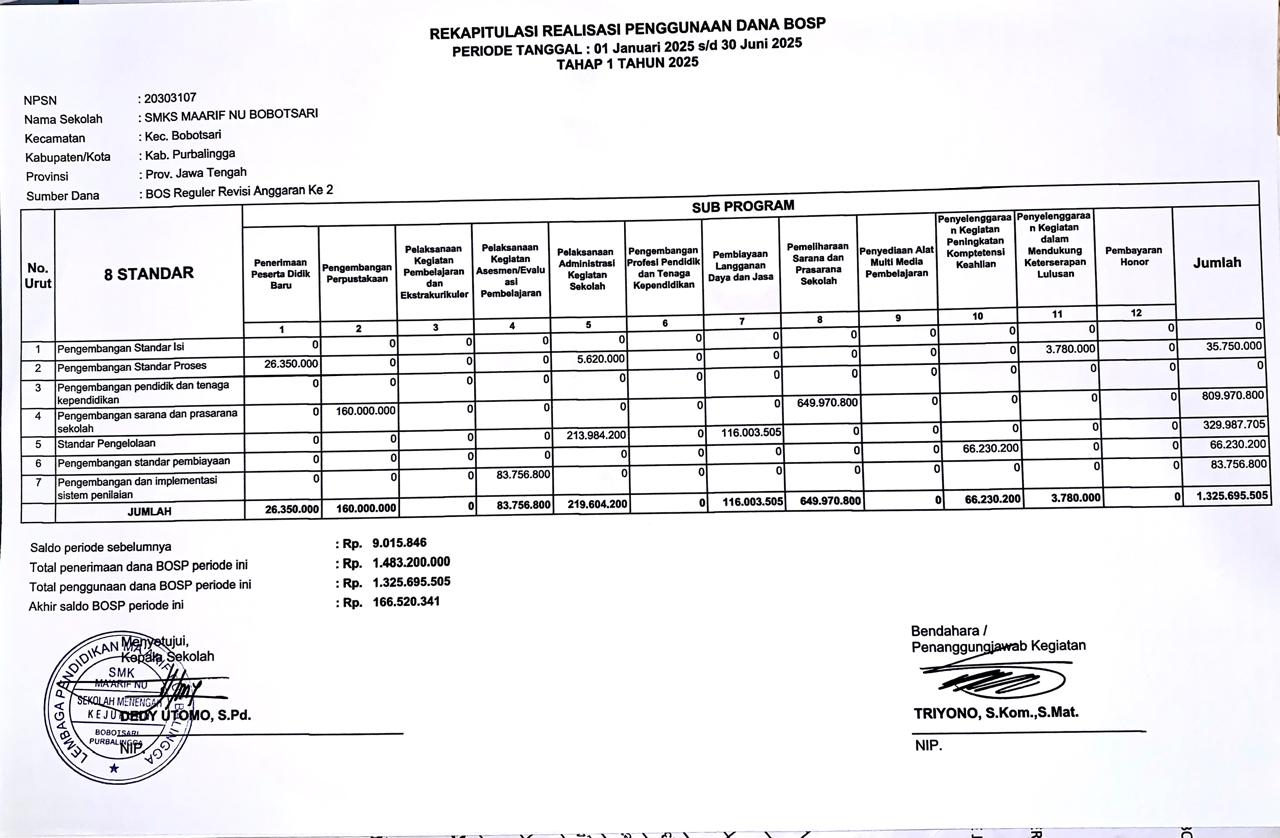 REKAPITULASI REALISASI PENGGUNAAN DANA BOSP
PERIODE TANGGAL : 01 Januari 2025 s/d 30 Juni 2025
TAHAP 1 TAHUN 2025
NPSN : 20303107
Nama Sekolah : SMKS MAARIF NU BOBOTSARI
Kecamatan : Kec. Bobotsari
Kabupaten/Kota : Kab. Purbalingga
Provinsi : Prov. Jawa Tengah
Sumber Dana : BOS Reguler Revisi Anggaran Ke 2
No. Urut
8 STANDAR
SUB PROGRAM
Penerimaan Peserta Didik Baru
Pengembangan Perpustakaan
Pelaksanaan Kegiatan Pembelajaran dan Ekstrakurikuler
Pelaksanaan Kegiatan Asesmen/Evalu asi Pembelajaran
Pelaksanaan Administrasi Kegiatan Sekolah
Pengembangan Profesi Pendidik dan Tenaga Kependidikan
Pembiayaan Langganan Daya dan Jasa
Pemeliharaan Sarana dan Prasarana Sekolah
Penyediaan Alat Multi Media Pembelajaran
Penyelenggaraa n Kegiatan Peningkatan Komptetensi Keahlian
Penyelenggaraa n Kegiatan dalam Mendukung Keterserapan Lulusan
Pembayaran Honor
Jumlah
1 2 3 4 5 6 7 8 9 10 11 12
1 Pengembangan Standar Isi 0 0 0 0 0 0 0 0 0 0 0 0 0
2 Pengembangan Standar Proses 26.350.000 0 0 0 5.620.000 0 0 0 0 0 3.780.000 0 35.750.000
3 Pengembangan pendidik dan tenaga kependidikan 0 0 0 0 0 0 0 0 0 0 0 0 0
4 Pengembangan sarana dan prasarana sekolah 0 160.000.000 0 0 0 0 0 649.970.800 0 0 0 0 809.970.800
5 Standar Pengelolaan 0 0 0 0 213.984.200 0 116.003.505 0 0 0 0 0 329.987.705
6 Pengembangan standar pembiayaan 0 0 0 0 0 0 0 0 0 66.230.200 0 0 66.230.200
7 Pengembangan dan implementasi sistem penilaian 0 0 0 83.756.800 0 0 0 0 0 0 0 0 83.756.800
JUMLAH 26.350.000 160.000.000 0 83.756.800 219.604.200 0 116.003.505 649.970.800 0 66.230.200 3.780.000 0 1.325.695.505
Saldo periode sebelumnya : Rp. 9.015.846
Total penerimaan dana BOSP periode ini : Rp. 1.483.200.000
Total penggunaan dana BOSP periode ini : Rp. 1.325.695.505
Akhir saldo BOSP periode ini : Rp. 166.520.341
Menyetujui,
Kepala Sekolah
DEDY UTOMO, S.Pd.
NIP.
LEMBAGA PENDIDIKAN MA'ARIF
SMK
MA'ARIF NU
SEKOLAH MENENGAH
BOBOTSARI
PURBALINGGA
Bendahara /
Penanggungjawab Kegiatan
TRIYONO, S.Kom.,S.Mat.
NIP.